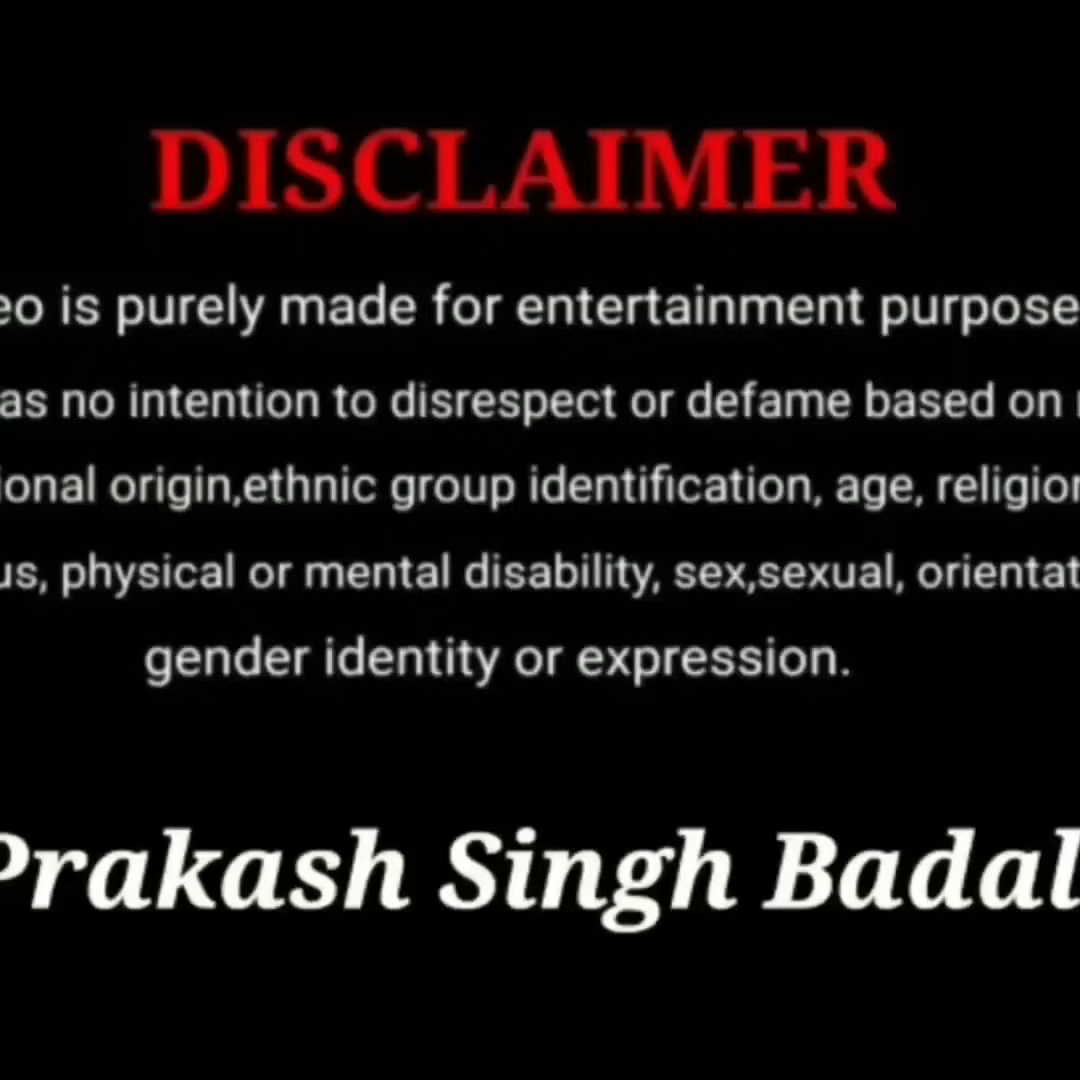 DISCLAIMER
eo is purely made for entertainment purpose
as no intention to disrespect or defame based on
ional origin,ethnic group identification, age, religion
us, physical or mental disability, sex,sexual, orientat
gender identity or expression.
Prakash Singh Badal